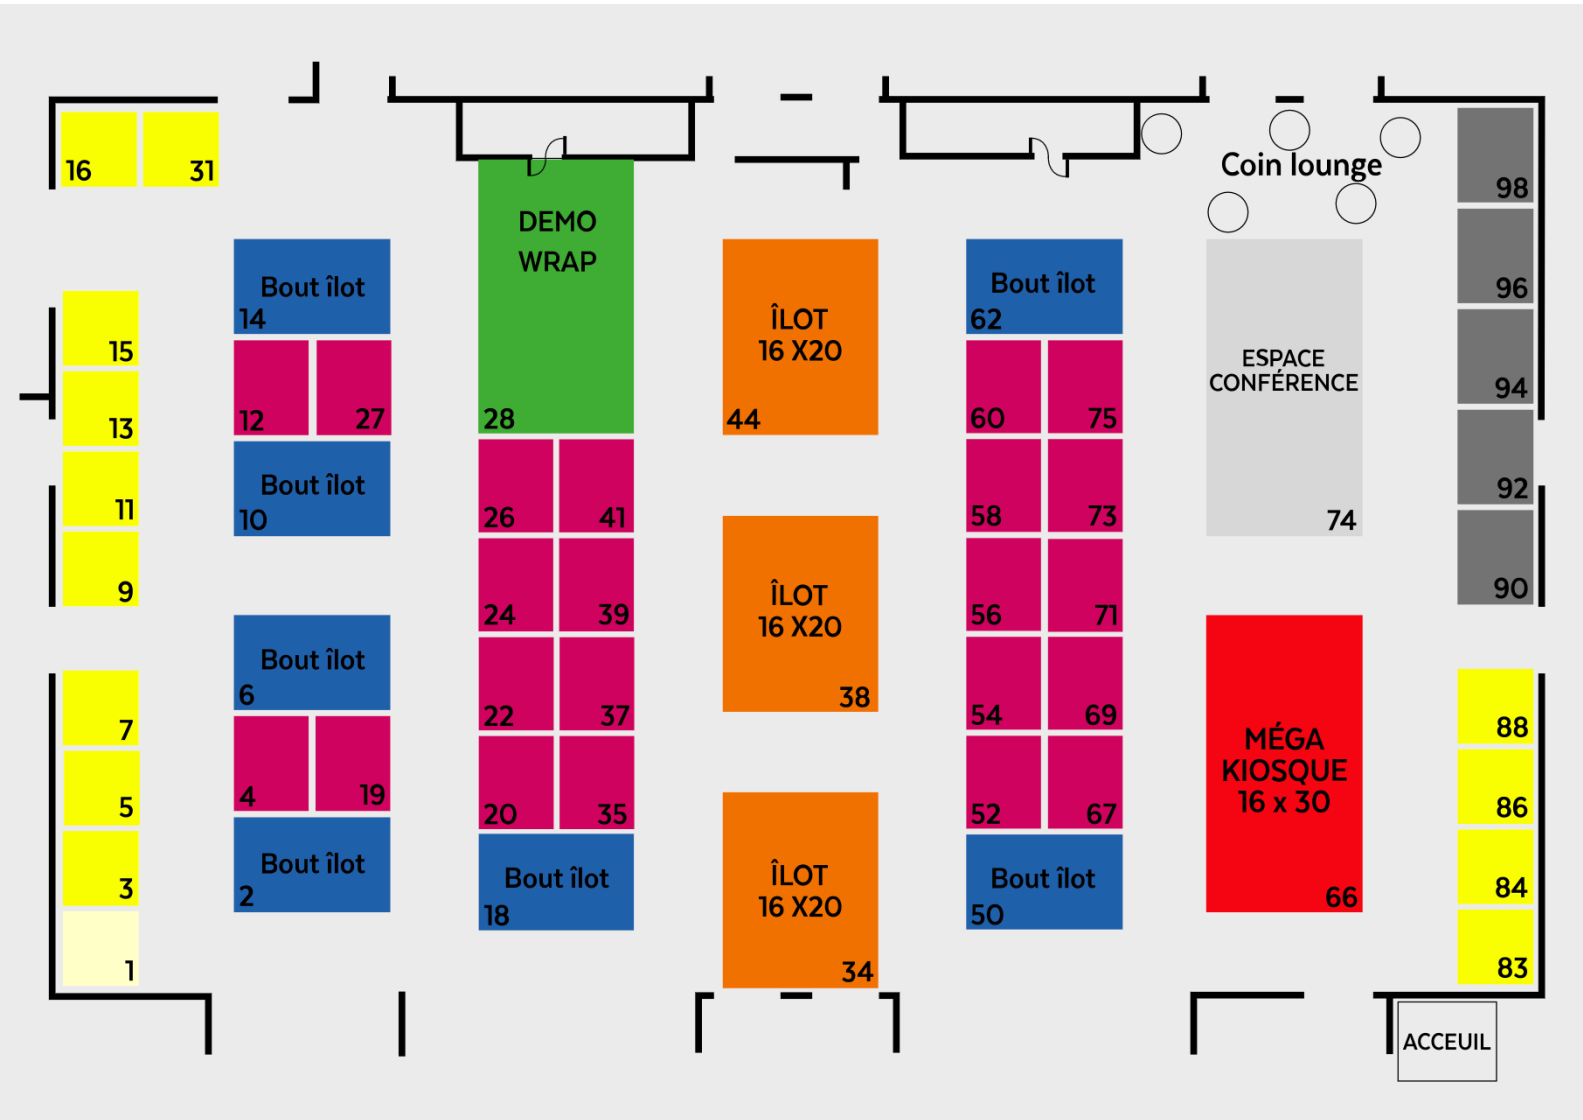 16
31
Coin lounge
98
DEMO
WRAP
28
Bout îlot
14
Bout îlot
62
ÎLOT
16 X20
44
96
15
ESPACE
CONFÉRENCE
74
94
12
27
60
75
13
Bout îlot
10
26
41
58
73
92
11
9
24
39
ÎLOT
16 X20
38
56
71
90
Bout îlot
6
22
37
54
69
7
88
MÉGA
KIOSQUE
16 x 30
66
4
19
20
35
52
67
5
86
Bout îlot
2
Bout îlot
18
ÎLOT
16 X20
34
Bout îlot
50
3
84
1
83
ACCEUIL